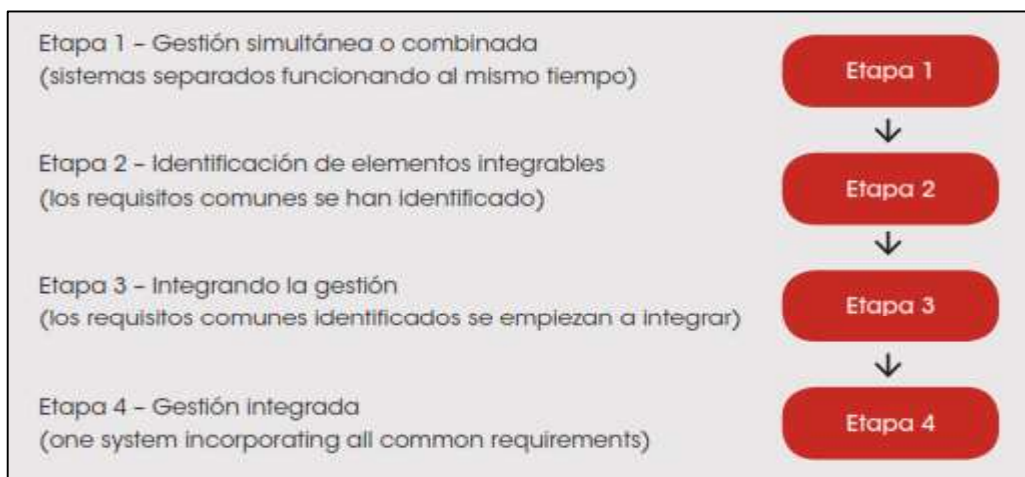 Etapa 1 – Gestión simultánea o combinada
(sistemas separados funcionando al mismo tiempo)
Etapa 1
Etapa 2 – Identificación de elementos integrables
(los requisitos comunes se han identificado)
Etapa 2
Etapa 3 – Integrando la gestión
(los requisitos comunes identificados se empiezan a integrar)
Etapa 3
Etapa 4 – Gestión integrada
(one system incorporating all common requirements)
Etapa 4